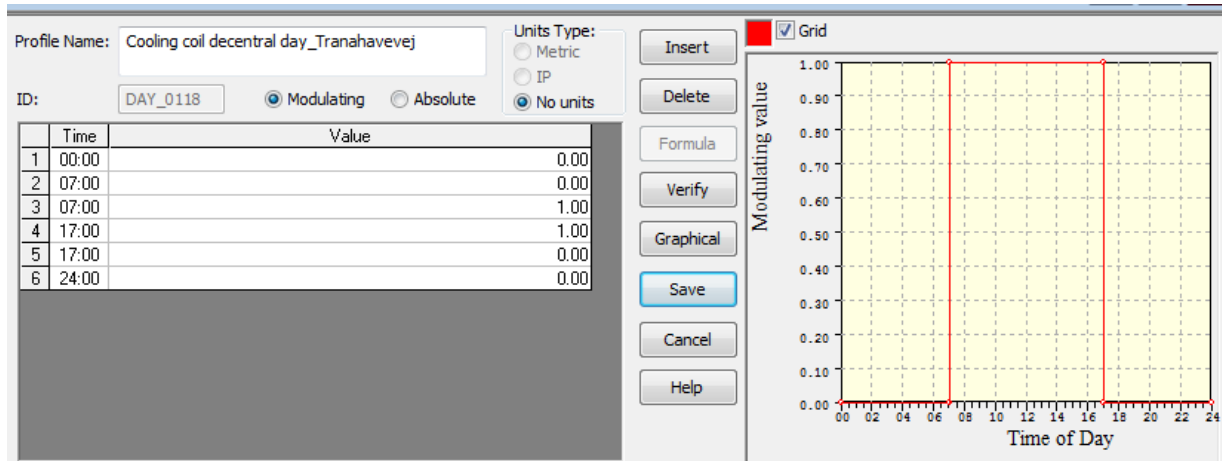 Profile Name: Cooling coil decentral day_Tranahavevej
Units Type:
Metric
IP
No units
ID: DAY_0118 Modulating Absolute
Time Value
1 00:00 0.00
2 07:00 0.00
3 07:00 1.00
4 17:00 1.00
5 17:00 0.00
6 24:00 0.00
Insert
Delete
Formula
Verify
Graphical
Save
Cancel
Help
Grid
Modulating value
1.00
0.90
0.80
0.70
0.60
0.50
0.40
0.30
0.20
0.10
0.00
00 02 04 06 08 10 12 14 16 18 20 22 24
Time of Day